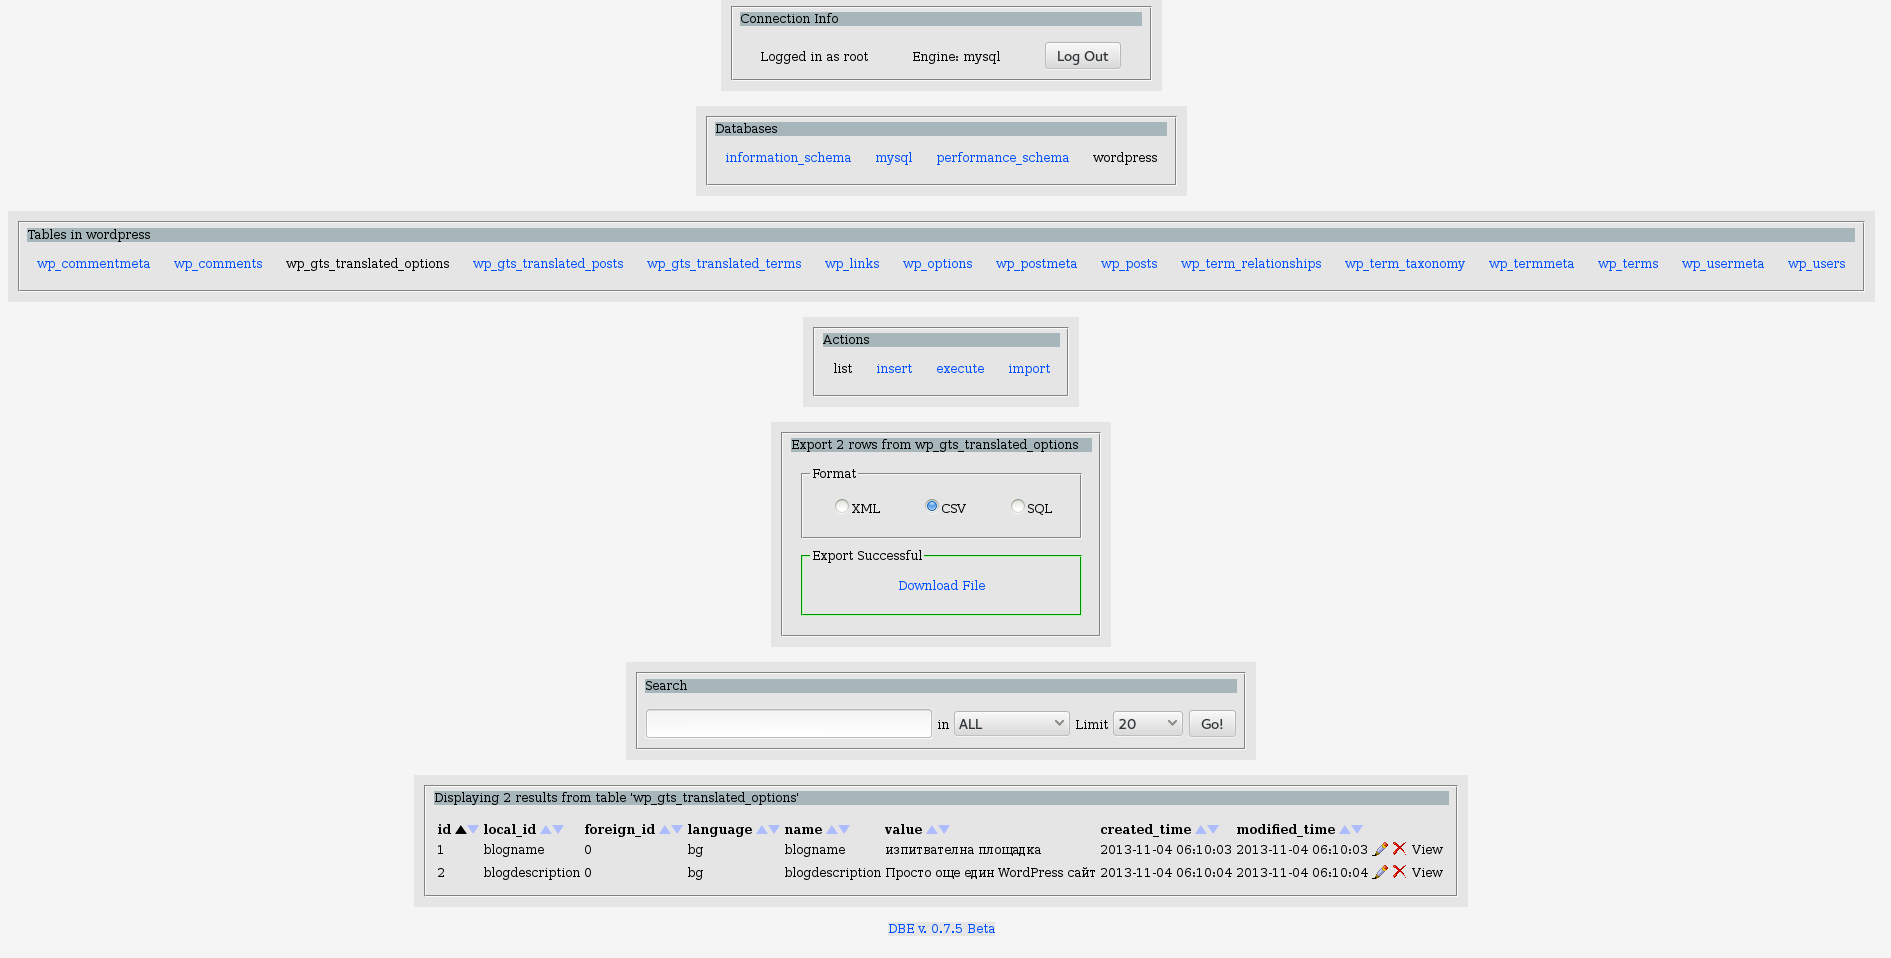 Connection Info
Logged in as root Engine: mysql Log Out
Databases
information_schema mysql performance_schema wordpress
Tables in wordpress
wp_commentmeta wp_comments wp_gts_translated_options wp_gts_translated_posts wp_gts_translated_terms wp_links wp_options wp_postmeta wp_posts wp_term_relationships wp_term_taxonomy wp_termmeta wp_terms wp_usermeta wp_users
Actions
list insert execute import
Export 2 rows from wp_gts_translated_options
Format
XML CSV SQL
Export Successful
Download File
Search
in ALL Limit 20 Go!
Displaying 2 results from table 'wp_gts_translated_options'
id local_id foreign_id language name value created_time modified_time
1 blogname 0 bg blogname изпитвателна площадка 2013-11-04 06:10:03 2013-11-04 06:10:03 View
2 blogdescription 0 bg blogdescription Просто още един WordPress сайт 2013-11-04 06:10:04 2013-11-04 06:10:04 View
DBE v. 0.7.5 Beta